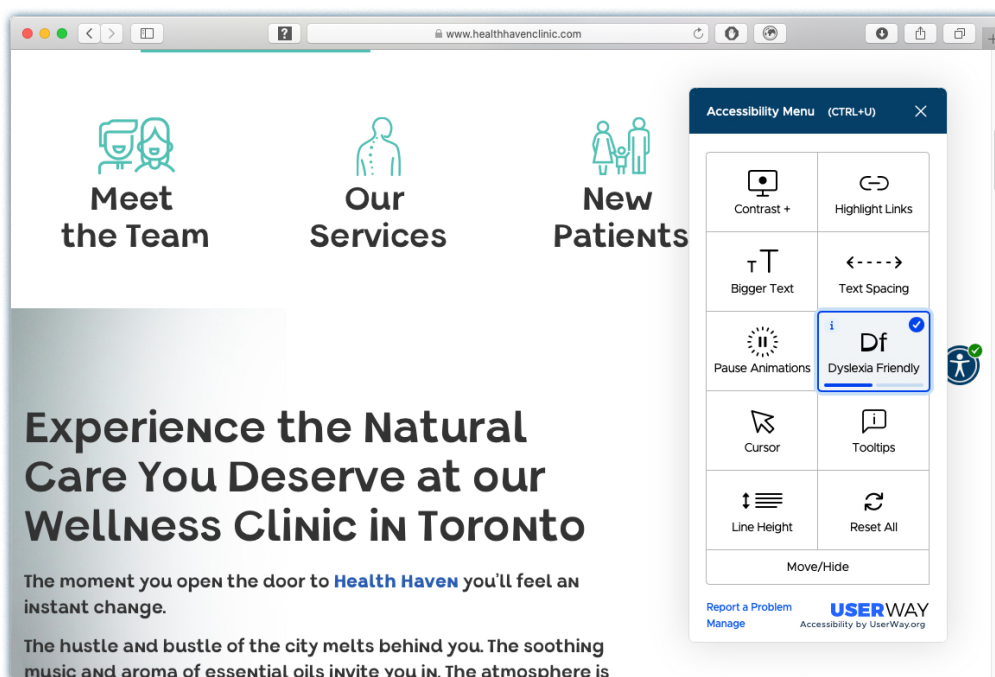 www.healthhavenclinic.com
Meet
the Team
Our
Services
New
Patients
Accessibility Menu (CTRL+U)
Contrast +
Highlight Links
Bigger Text
Text Spacing
Pause Animations
Df
Dyslexia Friendly
Cursor
Tooltips
Line Height
Reset All
Move/Hide
Report a Problem
Manage
USERWAY
Accessibility by UserWay.org
Experience the Natural
Care You Deserve at our
Wellness Clinic in Toronto
The moment you open the door to Health Haven you'll feel an
instant change.
The hustle and bustle of the city melts behind you. The soothing
music and aroma of essential oils invite you in. The atmosphere is